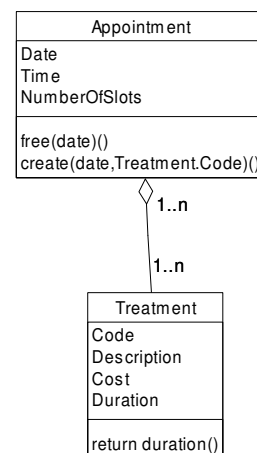 Appointment
Date
Time
NumberOfSlots
free(date)()
create(date,Treatment.Code)()
1..n
1..n
Treatment
Code
Description
Cost
Duration
return duration()